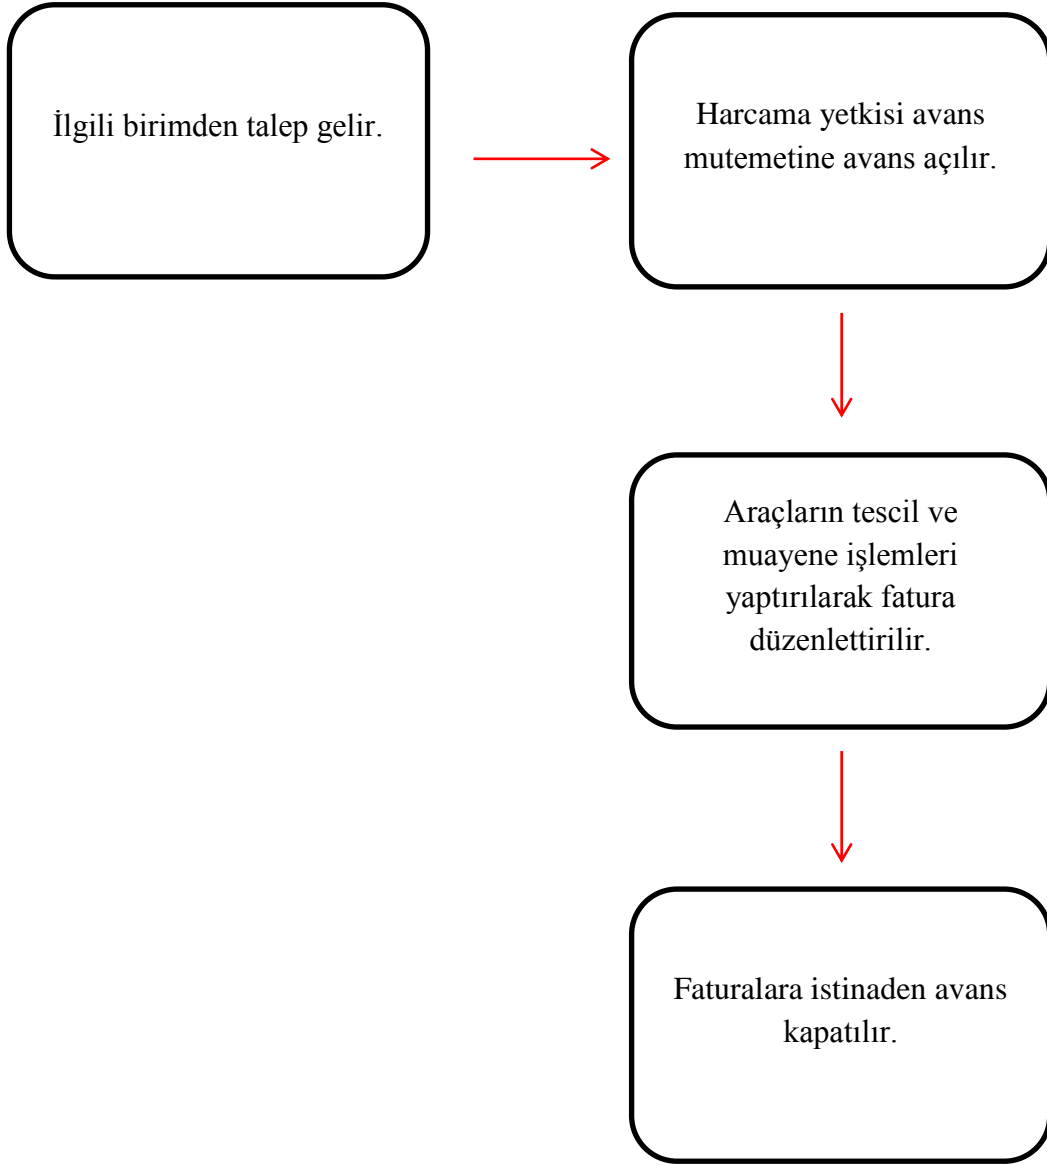 İlgili birimden talep gelir.
Harcama yetkisi avans
mutemetine avans açılır.
Araçların tescil ve
muayene işlemleri
yaptırılarak fatura
düzenlettirilir.
Faturalara istinaden avans
kapatılır.